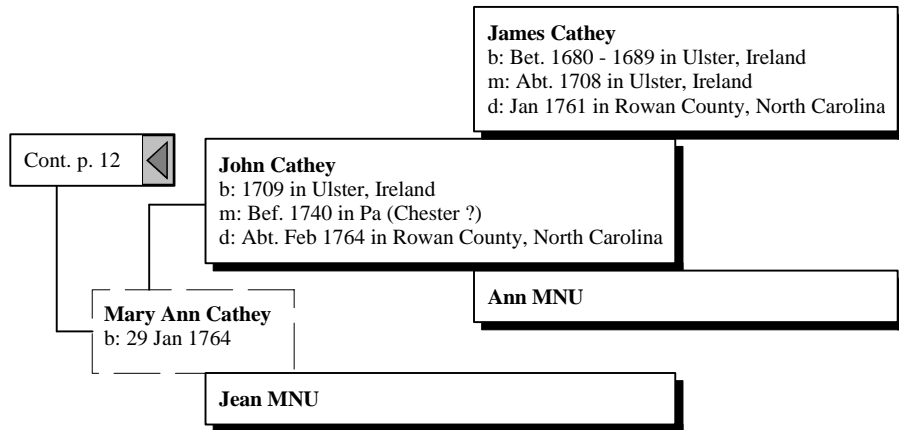 James Cathey
b: Bet. 1680 - 1689 in Ulster, Ireland
m: Abt. 1708 in Ulster, Ireland
d: Jan 1761 in Rowan County, North Carolina
Cont. p. 12
John Cathey
b: 1709 in Ulster, Ireland
m: Bef. 1740 in Pa (Chester ?)
d: Abt. Feb 1764 in Rowan County, North Carolina
Ann MNU
Mary Ann Cathey
b: 29 Jan 1764
Jean MNU